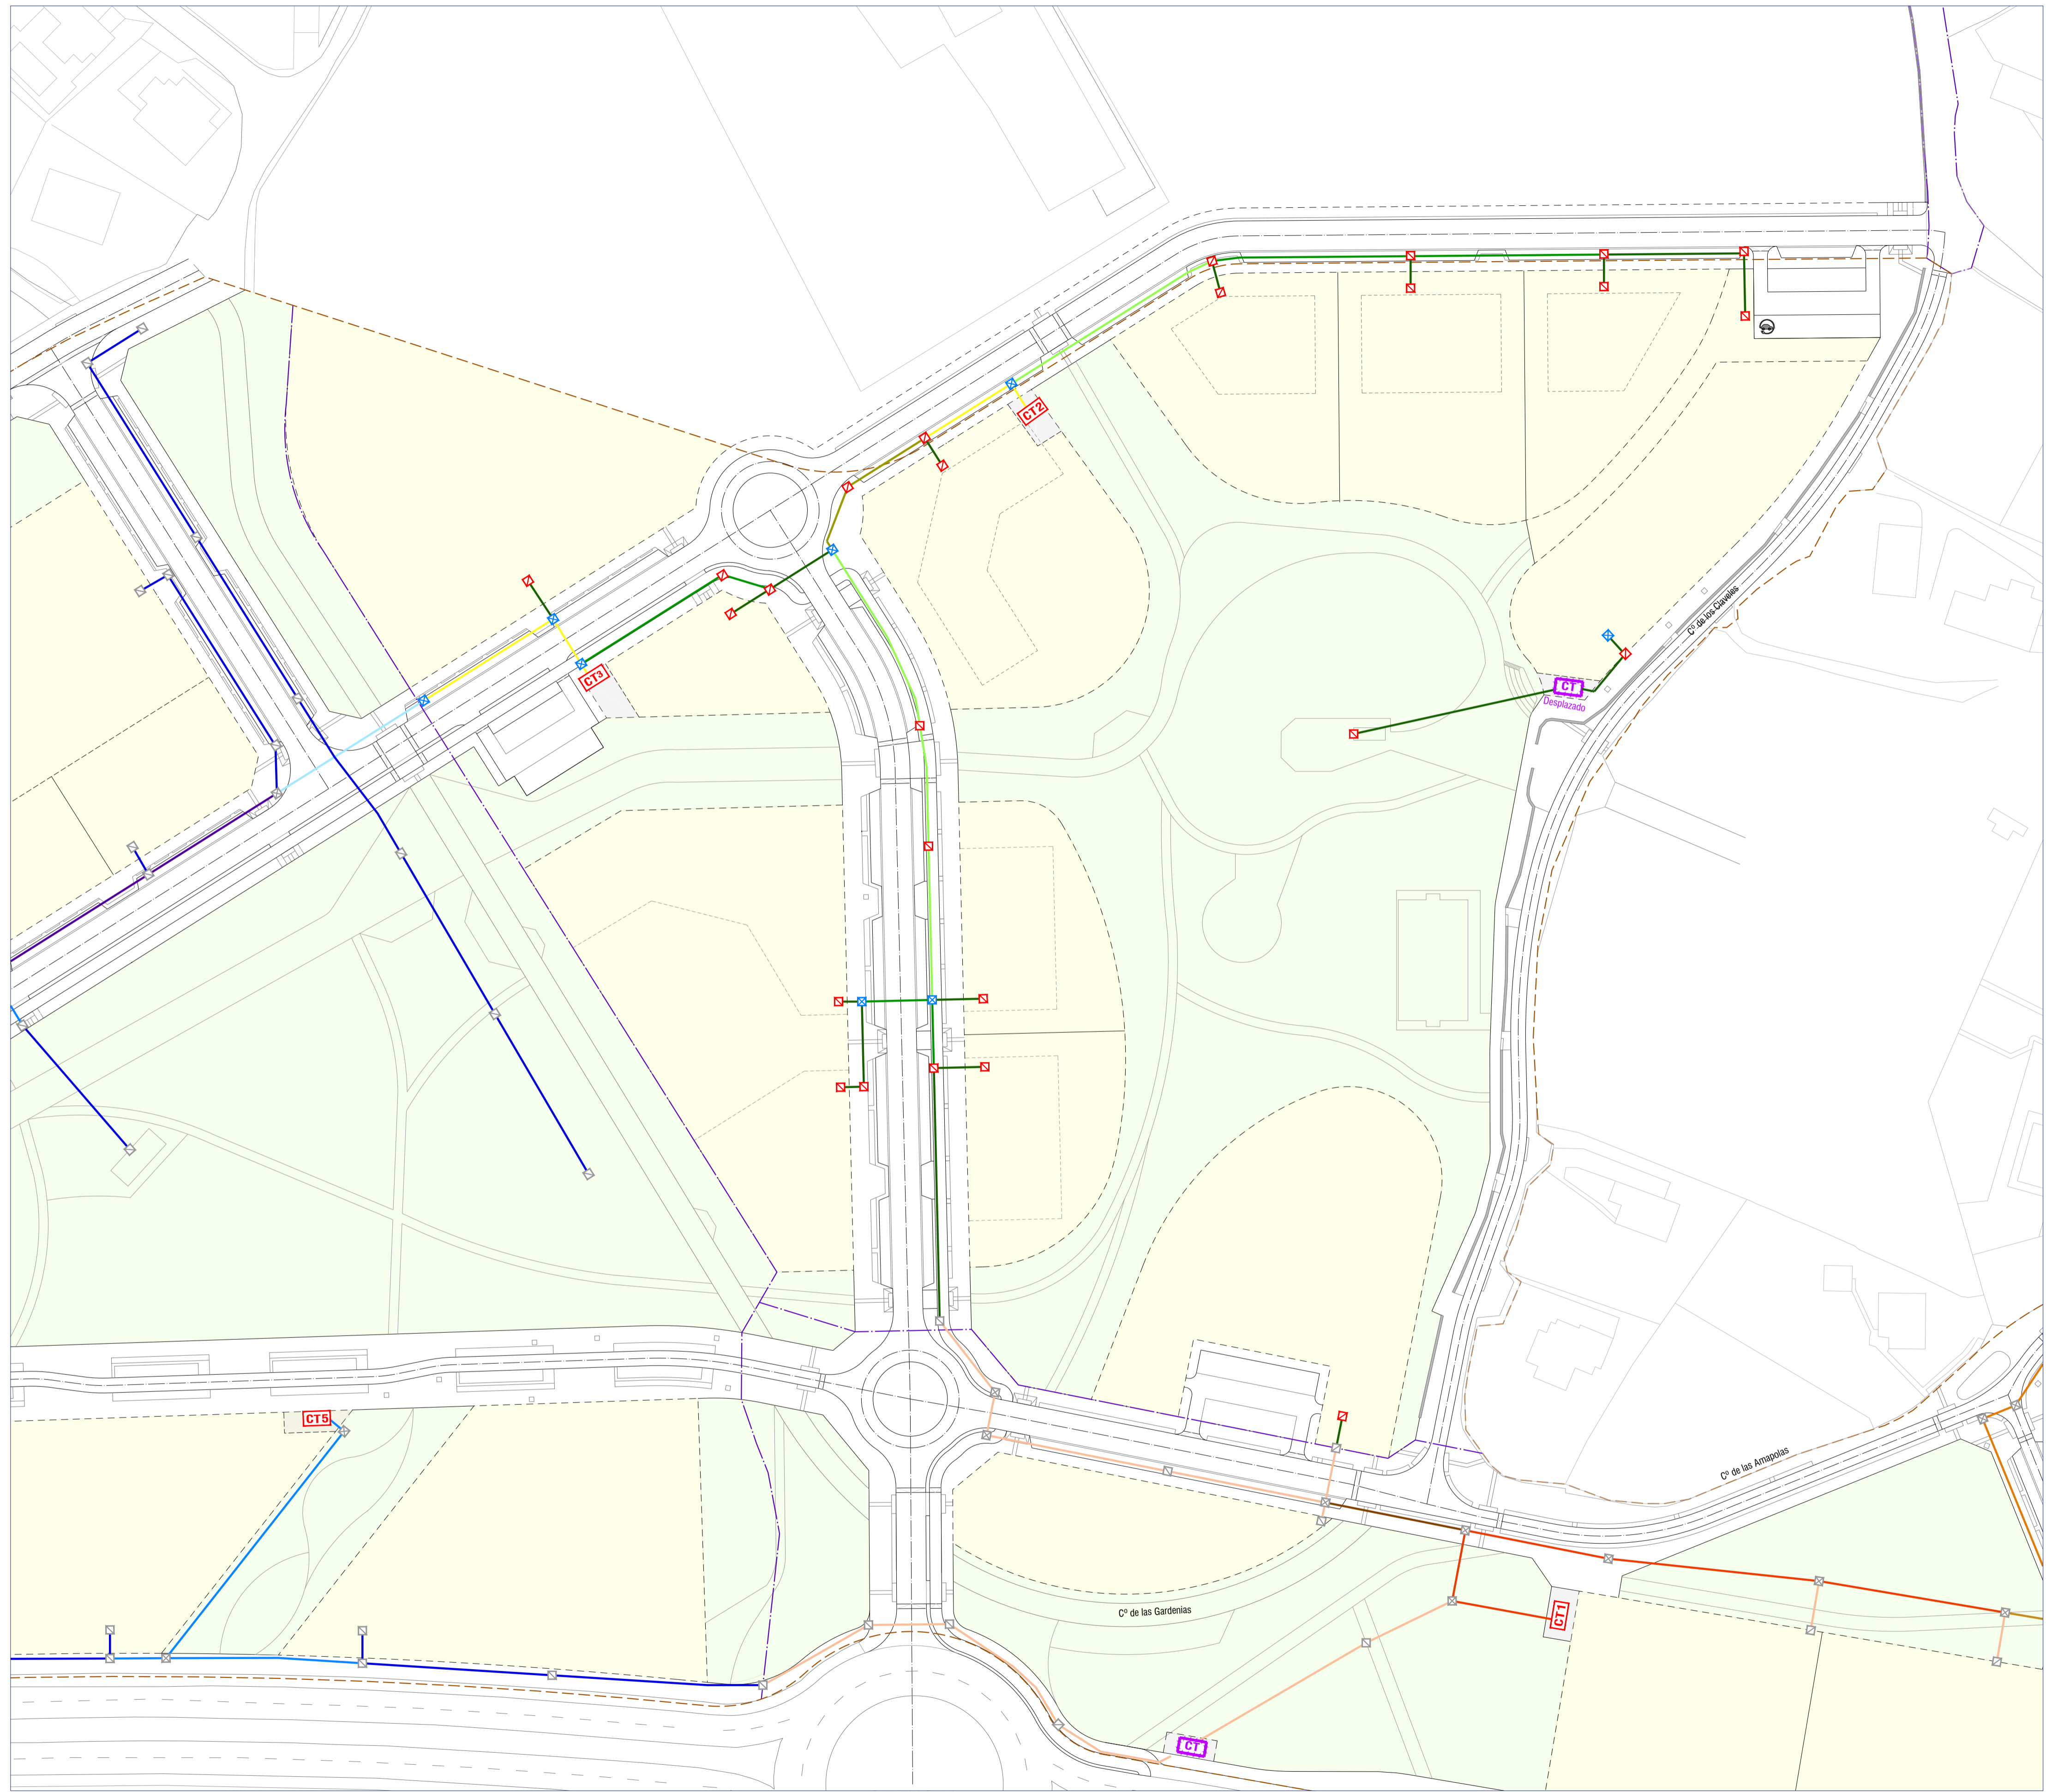 CT2
Cº de los Claveles
CT3
CT
Desplazado
CT5
Cº de las Amapolas
Cº de las Gardenias
CT1
CT